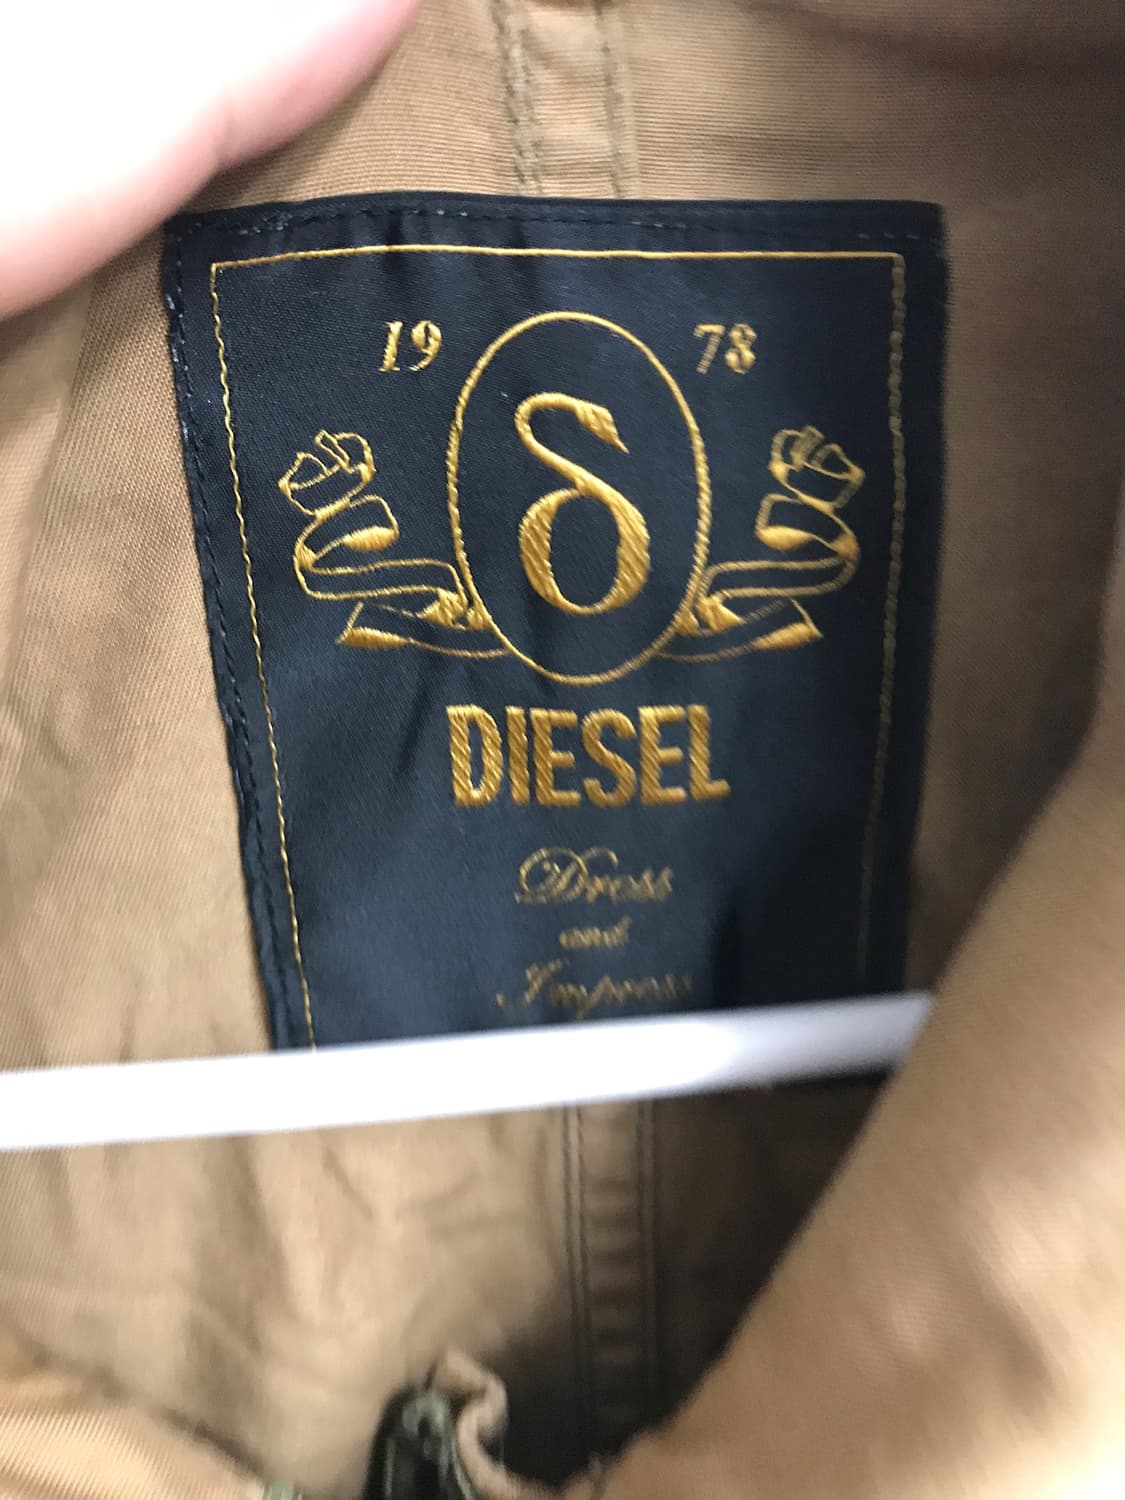 19 78
DIESEL
Dress
and
Impress